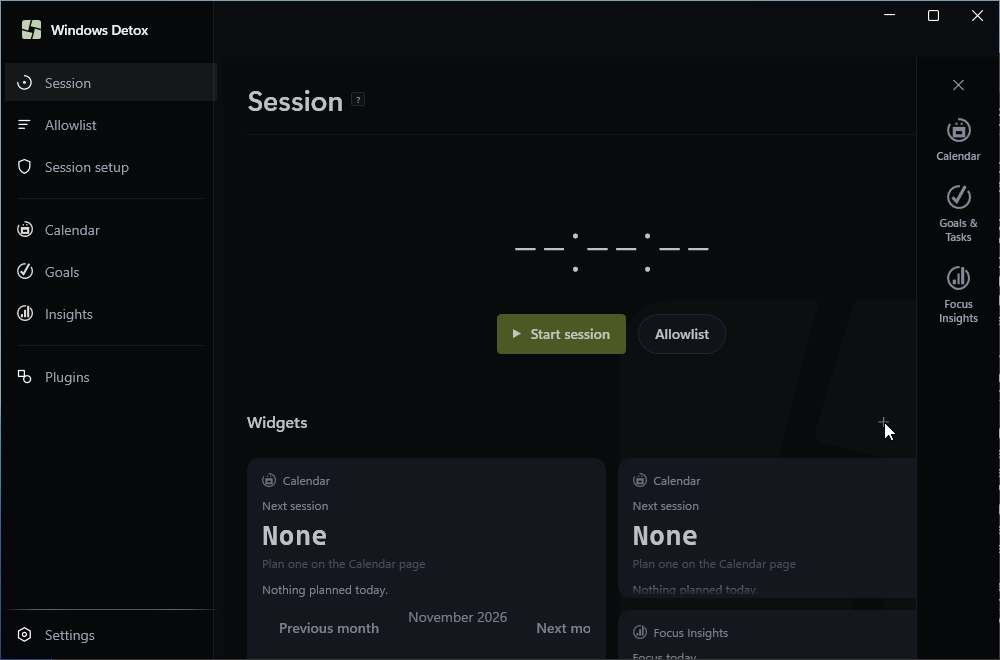 Windows Detox
Session
Allowlist
Session setup
Calendar
Goals
Insights
Plugins
Settings
Session ?
Start session
Allowlist
Widgets
Calendar
Next session
None
Plan one on the Calendar page
Nothing planned today.
Previous month
November 2026
Next mo
Calendar
Next session
None
Plan one on the Calendar page
Nothing planned today.
Focus Insights
Focus today
Calendar
Goals &
Tasks
Focus
Insights